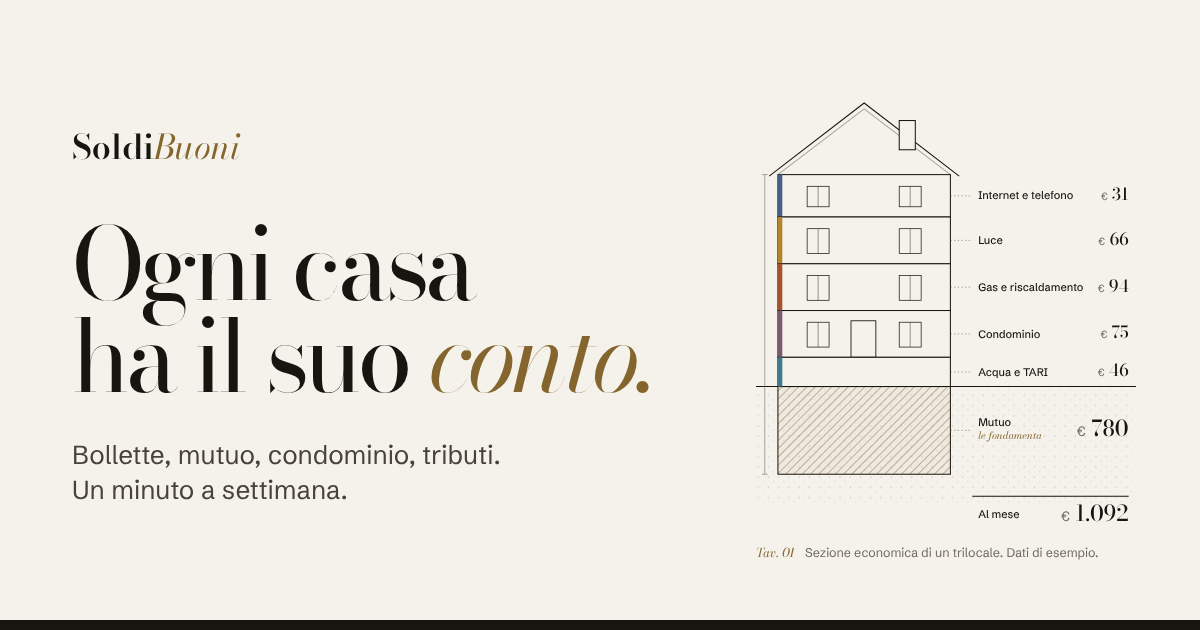 SoldiBuoni
Ogni casa
ha il suo conto.
Bollette, mutuo, condominio, tributi.
Un minuto a settimana.
Internet e telefono € 31
Luce € 66
Gas e riscaldamento € 94
Condominio € 75
Acqua e TARI € 46
Mutuo € 780
le fondamenta
Al mese € 1.092
Tav. 01 Sezione economica di un trilocale. Dati di esempio.